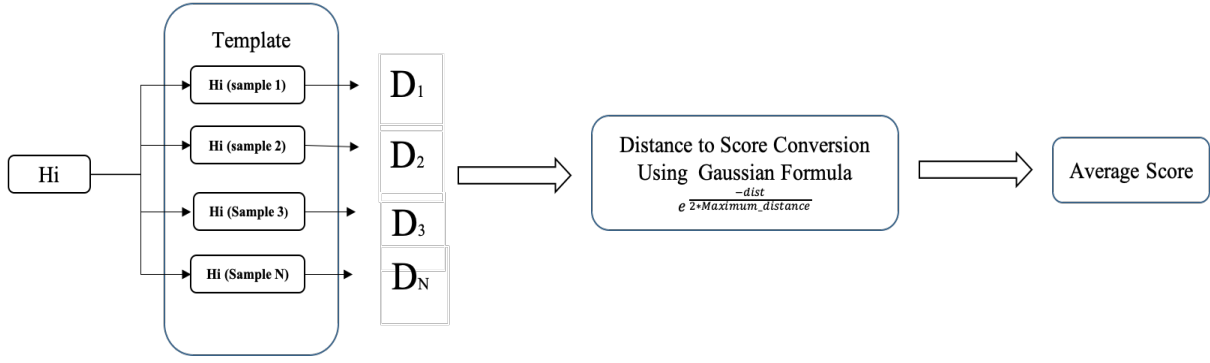 Template
Hi
Hi (sample 1)
Hi (sample 2)
Hi (Sample 3)
Hi (Sample N)
D₁
D₂
D₃
D_N
Distance to Score Conversion
Using Gaussian Formula
e^(-dist / 2*Maximum_distance)
Average Score